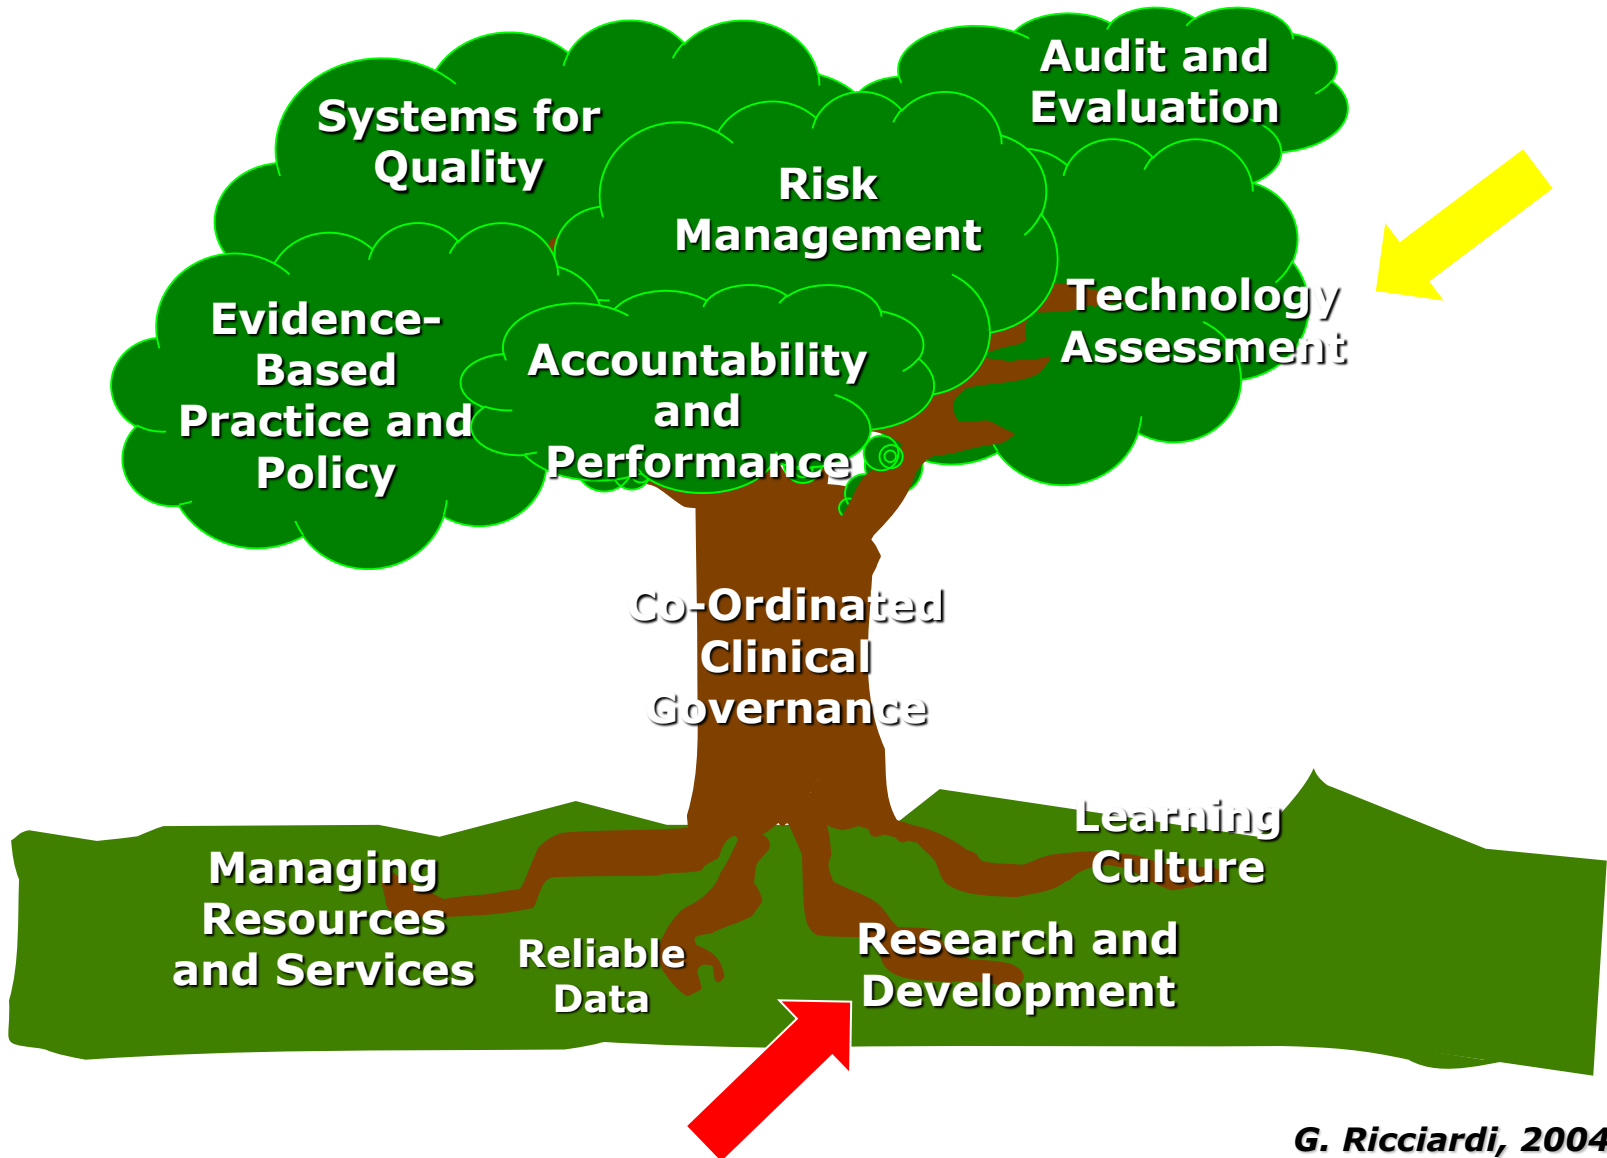 Audit and
Evaluation
Systems for
Quality
Risk
Management
Technology
Assessment
Evidence-
Based
Practice and
Policy
Accountability
and
Performance
Co-Ordinated
Clinical
Governance
Learning
Culture
Managing
Resources
and Services
Reliable
Data
Research and
Development
G. Ricciardi, 2004